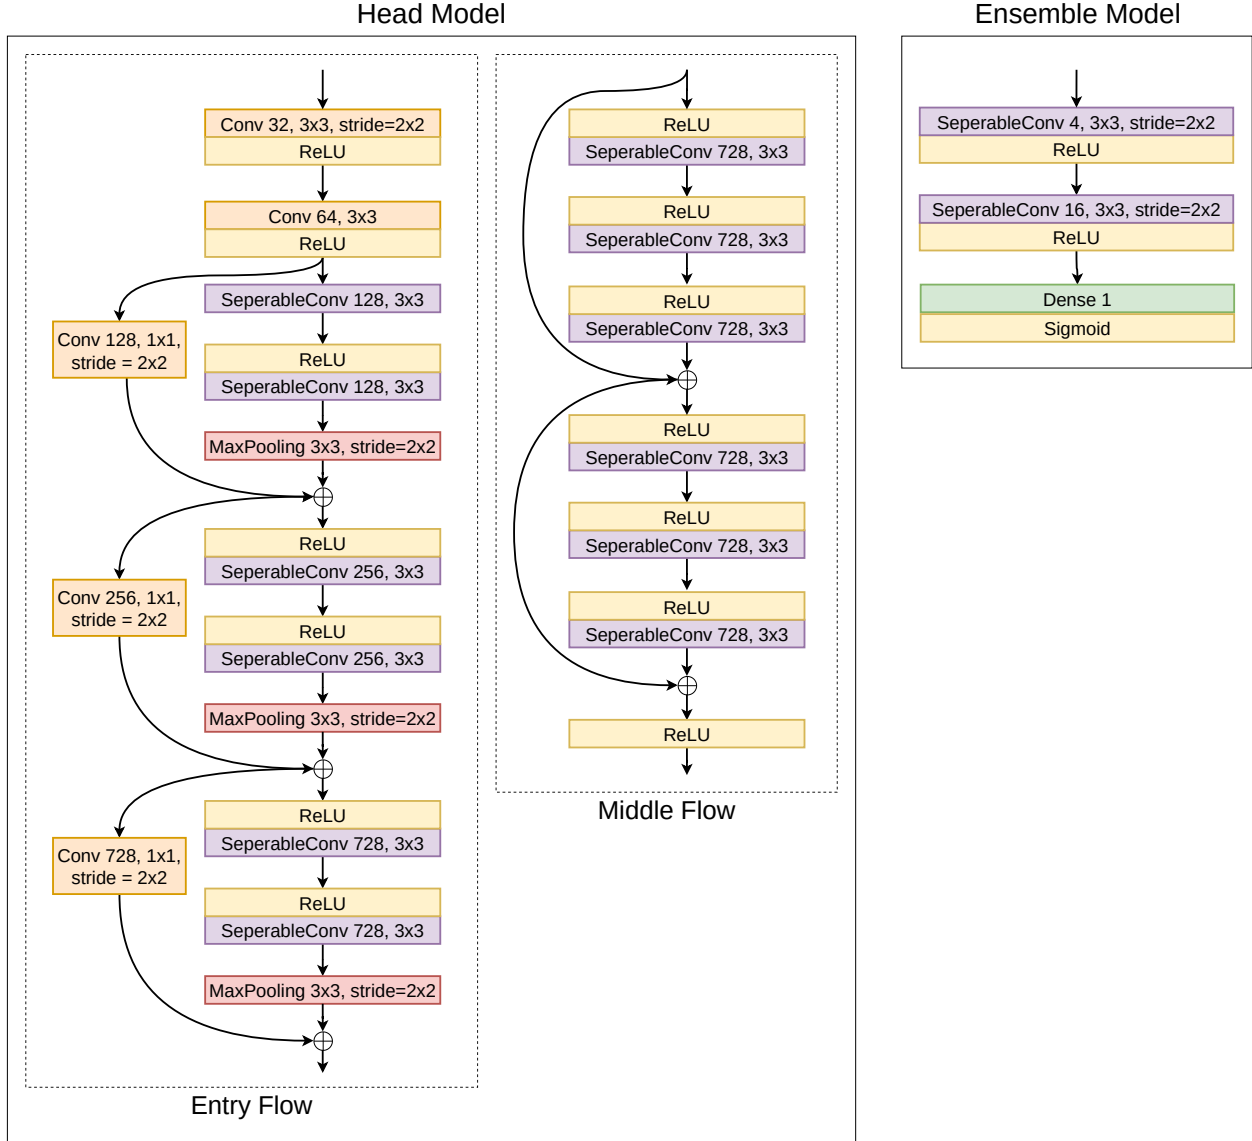 Head Model
Conv 32, 3x3, stride=2x2
ReLU
Conv 64, 3x3
ReLU
SeperableConv 128, 3x3
Conv 128, 1x1,
stride = 2x2
ReLU
SeperableConv 128, 3x3
MaxPooling 3x3, stride=2x2
ReLU
SeperableConv 256, 3x3
Conv 256, 1x1,
stride = 2x2
ReLU
SeperableConv 256, 3x3
MaxPooling 3x3, stride=2x2
ReLU
SeperableConv 728, 3x3
Conv 728, 1x1,
stride = 2x2
ReLU
SeperableConv 728, 3x3
MaxPooling 3x3, stride=2x2
Entry Flow
ReLU
SeperableConv 728, 3x3
ReLU
SeperableConv 728, 3x3
ReLU
SeperableConv 728, 3x3
ReLU
SeperableConv 728, 3x3
ReLU
SeperableConv 728, 3x3
ReLU
SeperableConv 728, 3x3
ReLU
Middle Flow
Ensemble Model
SeperableConv 4, 3x3, stride=2x2
ReLU
SeperableConv 16, 3x3, stride=2x2
ReLU
Dense 1
Sigmoid